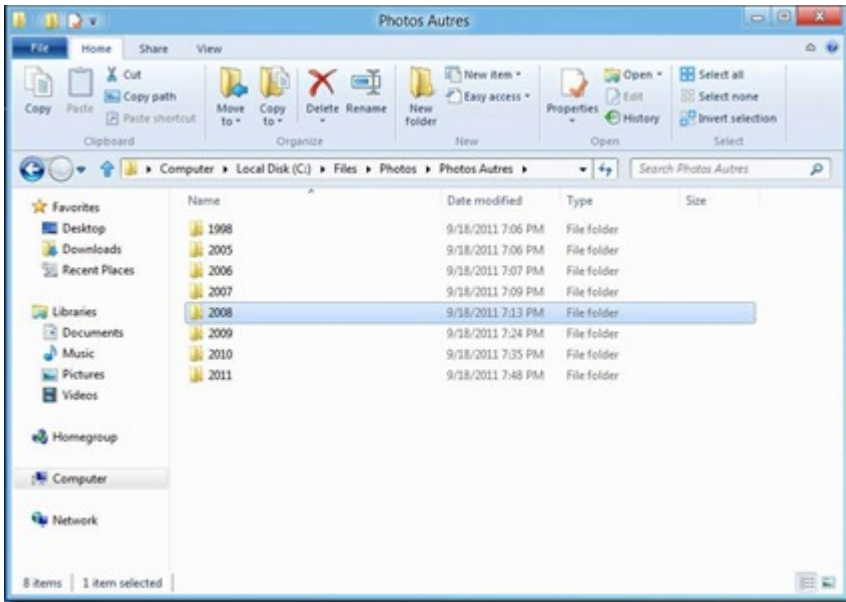 Photos Autres
File Home Share View
Copy
Paste
Cut
Copy path
Paste shortcut
Clipboard
Move to
Copy to
Delete
Rename
Organize
New folder
New item
Easy access
New
Properties
Open
Edit
History
Open
Select all
Select none
Invert selection
Select
Computer Local Disk (C:) Files Photos Photos Autres
Search Photos Autres
Favorites
Desktop
Downloads
Recent Places
Libraries
Documents
Music
Pictures
Videos
Homegroup
Computer
Network
Name Date modified Type Size
1998 9/18/2011 7:06 PM File folder
2005 9/18/2011 7:06 PM File folder
2006 9/18/2011 7:07 PM File folder
2007 9/18/2011 7:09 PM File folder
2008 9/18/2011 7:13 PM File folder
2009 9/18/2011 7:24 PM File folder
2010 9/18/2011 7:35 PM File folder
2011 9/18/2011 7:48 PM File folder
8 items 1 item selected